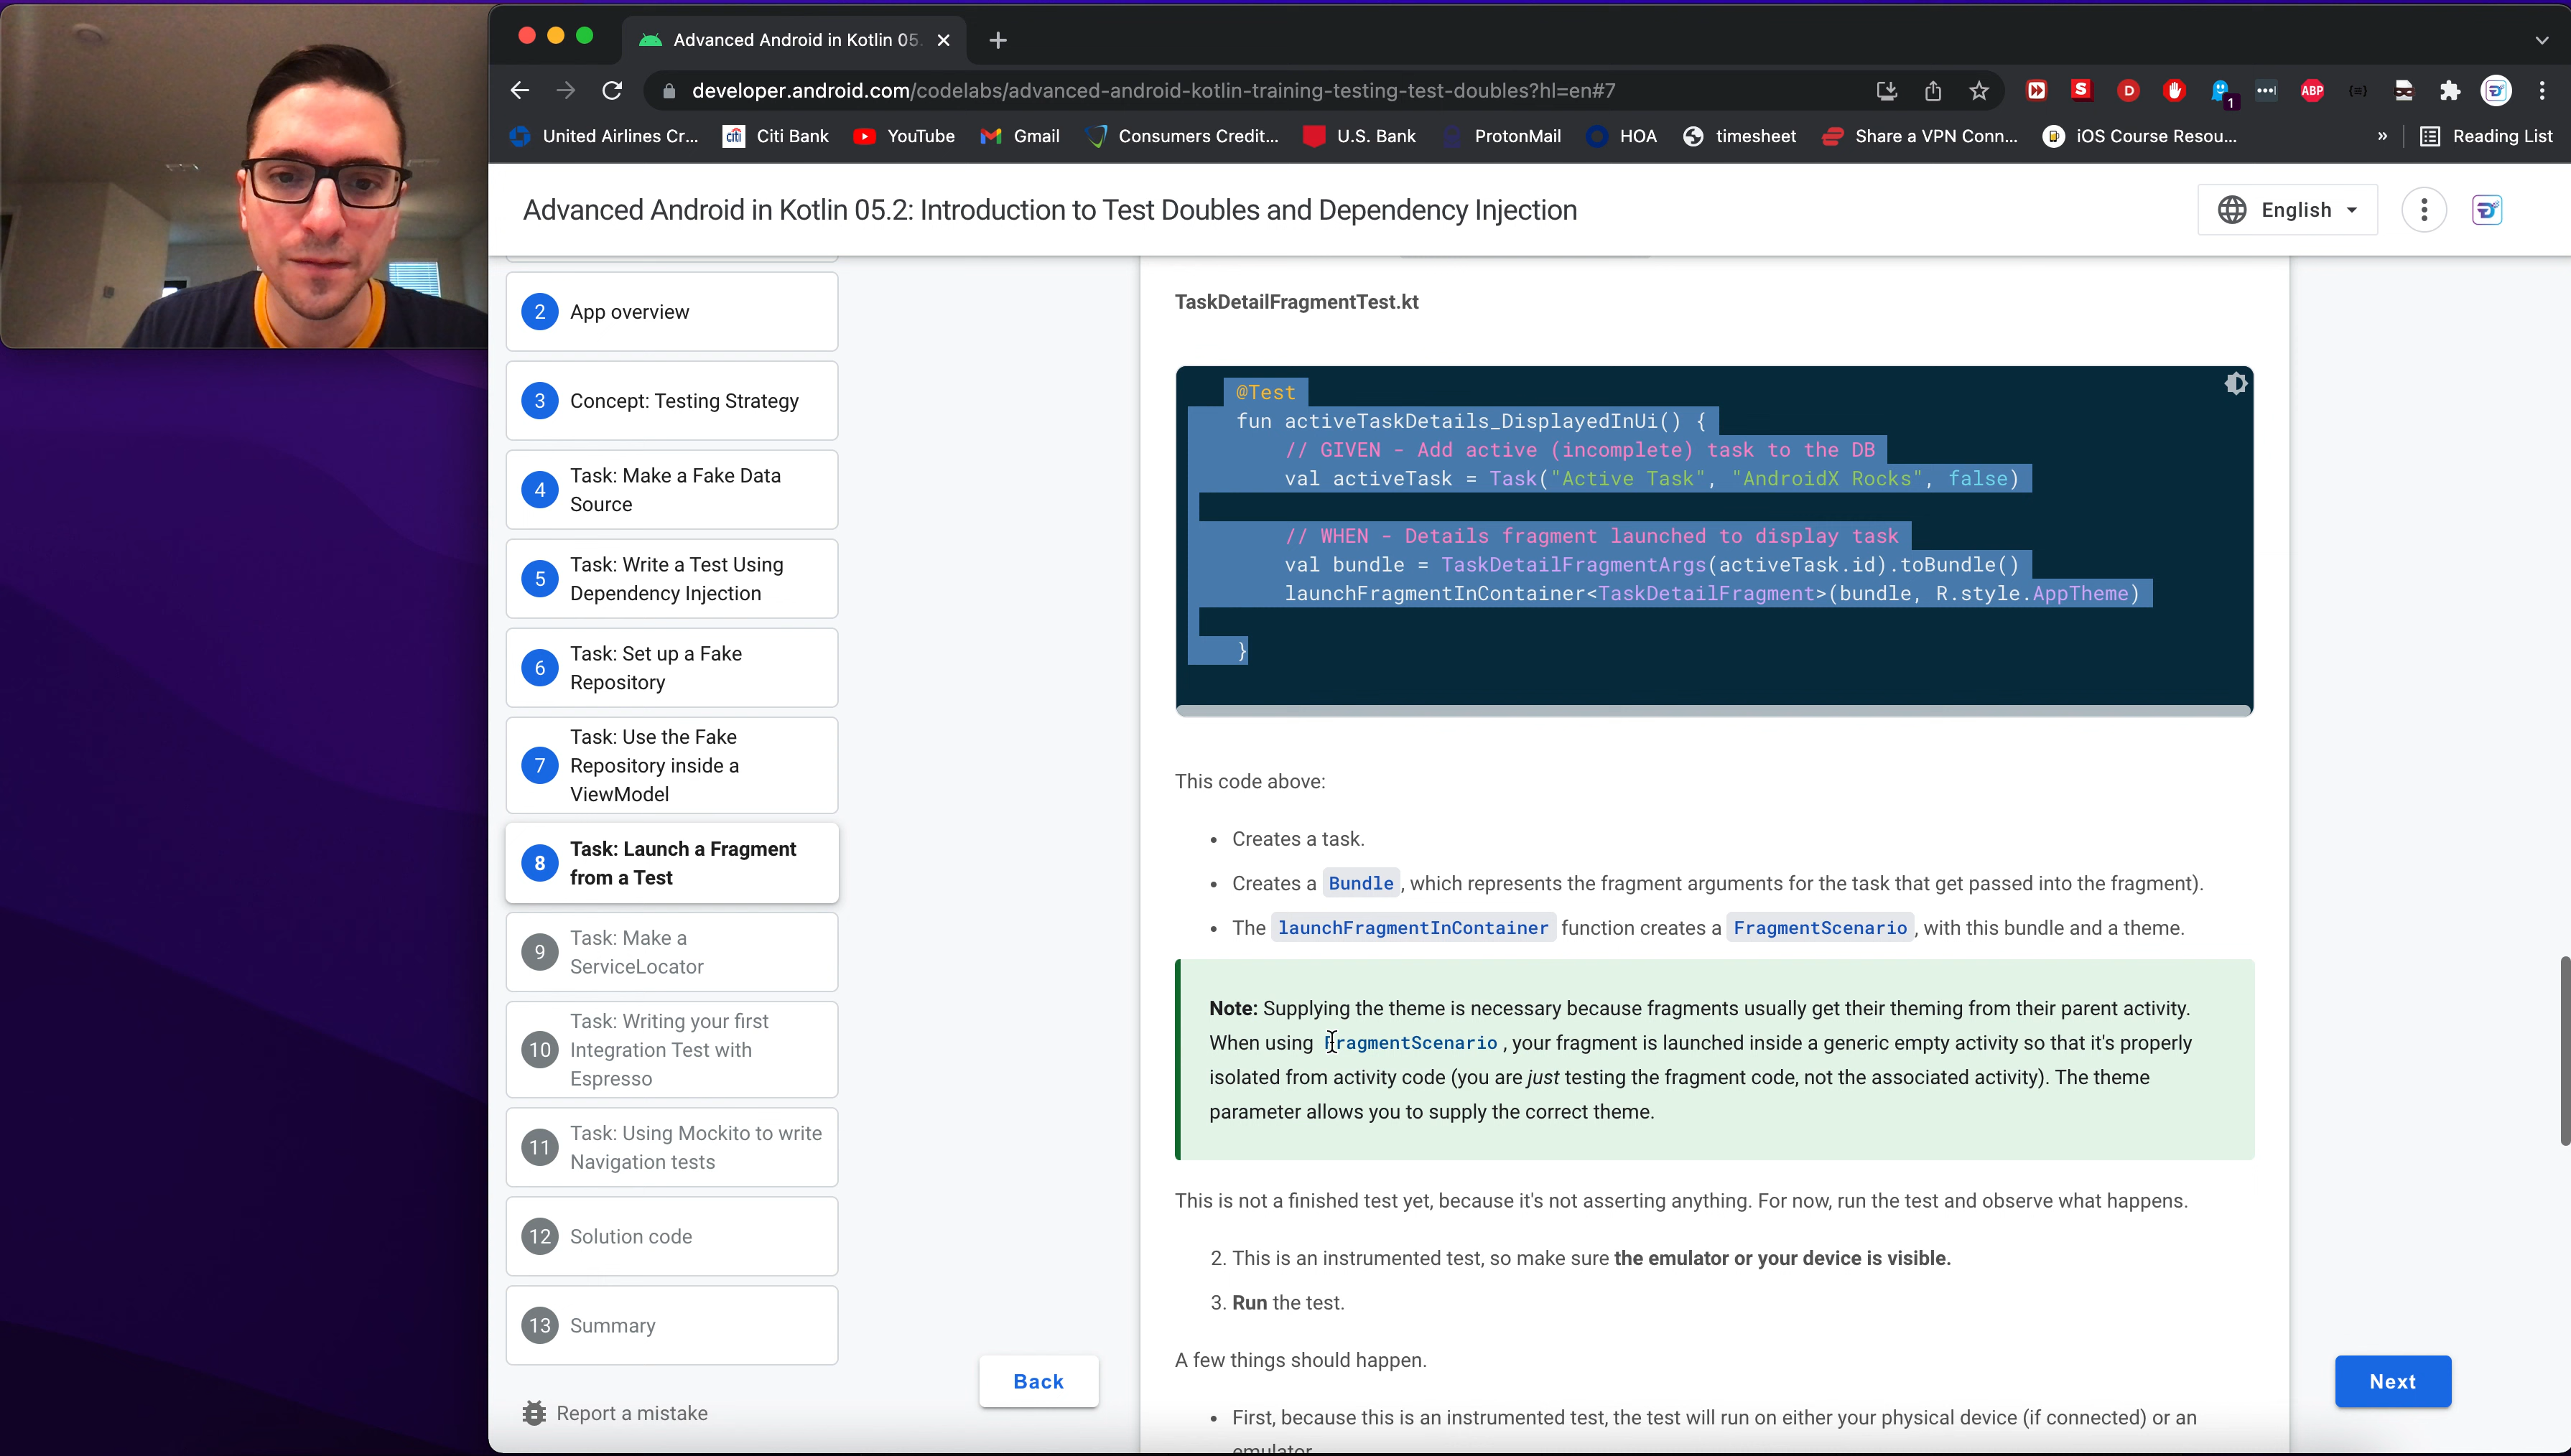 Advanced Android in Kotlin 05.
developer.android.com/codelabs/advanced-android-kotlin-training-testing-test-doubles?hl=en#7
S
D
1
ABP
United Airlines Cr...
citi
Citi Bank
YouTube
Gmail
Consumers Credit...
U.S. Bank
ProtonMail
HOA
timesheet
Share a VPN Conn...
iOS Course Resou...
»
Reading List
Advanced Android in Kotlin 05.2: Introduction to Test Doubles and Dependency Injection
English
2 App overview
3 Concept: Testing Strategy
4 Task: Make a Fake Data
Source
5 Task: Write a Test Using
Dependency Injection
6 Task: Set up a Fake
Repository
7 Task: Use the Fake
Repository inside a
ViewModel
8 Task: Launch a Fragment
from a Test
9 Task: Make a
ServiceLocator
10 Task: Writing your first
Integration Test with
Espresso
11 Task: Using Mockito to write
Navigation tests
12 Solution code
13 Summary
Report a mistake
TaskDetailFragmentTest.kt
@Test
fun activeTaskDetails_DisplayedInUi() {
// GIVEN - Add active (incomplete) task to the DB
val activeTask = Task("Active Task", "AndroidX Rocks", false)
// WHEN - Details fragment launched to display task
val bundle = TaskDetailFragmentArgs(activeTask.id).toBundle()
launchFragmentInContainer<TaskDetailFragment>(bundle, R.style.AppTheme)
}
This code above:
• Creates a task.
• Creates a Bundle, which represents the fragment arguments for the task that get passed into the fragment).
• The launchFragmentInContainer function creates a FragmentScenario, with this bundle and a theme.
Note: Supplying the theme is necessary because fragments usually get their theming from their parent activity.
When using FragmentScenario, your fragment is launched inside a generic empty activity so that it's properly
isolated from activity code (you are just testing the fragment code, not the associated activity). The theme
parameter allows you to supply the correct theme.
This is not a finished test yet, because it's not asserting anything. For now, run the test and observe what happens.
2. This is an instrumented test, so make sure the emulator or your device is visible.
3. Run the test.
A few things should happen.
• First, because this is an instrumented test, the test will run on either your physical device (if connected) or an
emulator
Back
Next